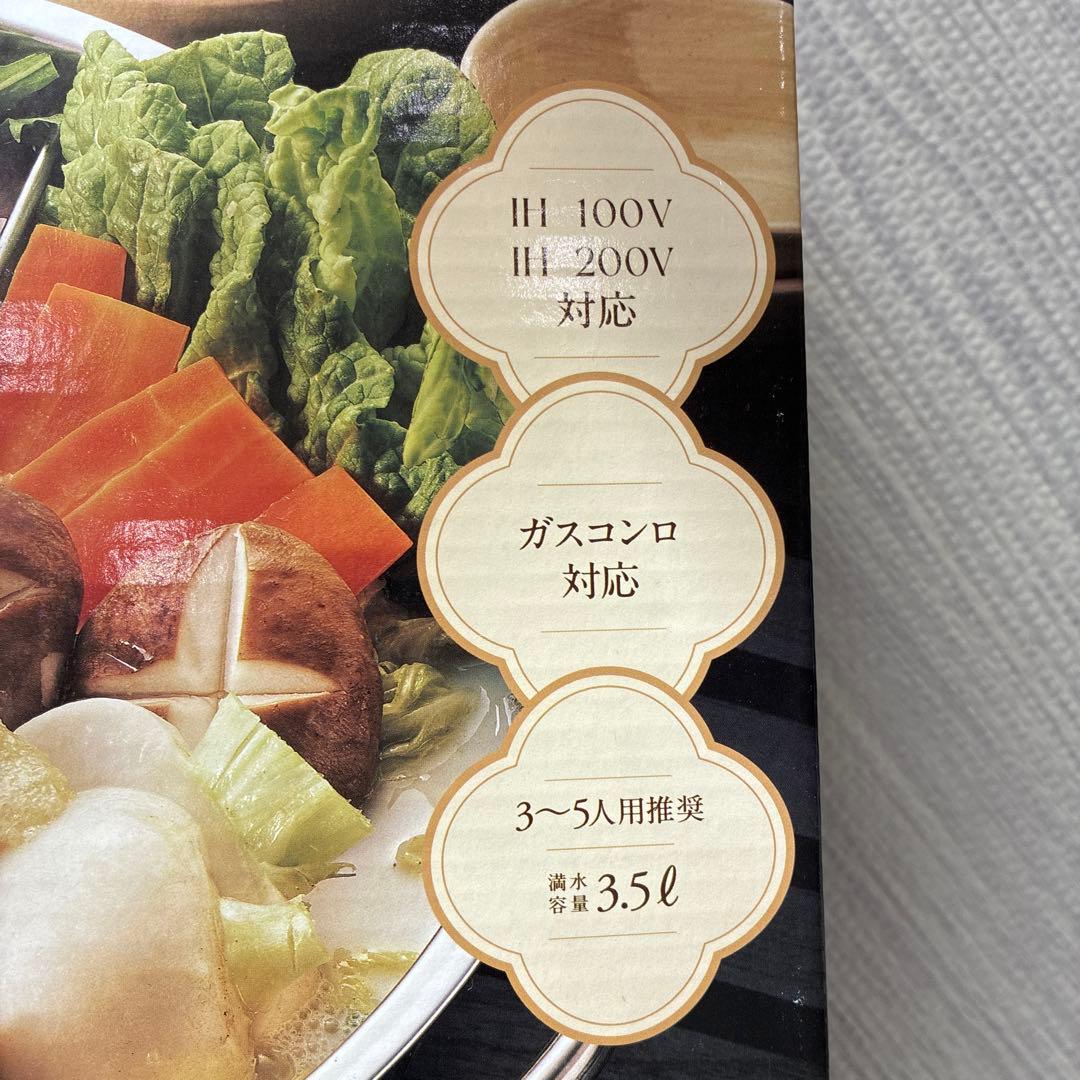 IH 100V
IH 200V
対応
ガスコンロ
対応
3～5人用推奨
満水
容量 3.5ℓ